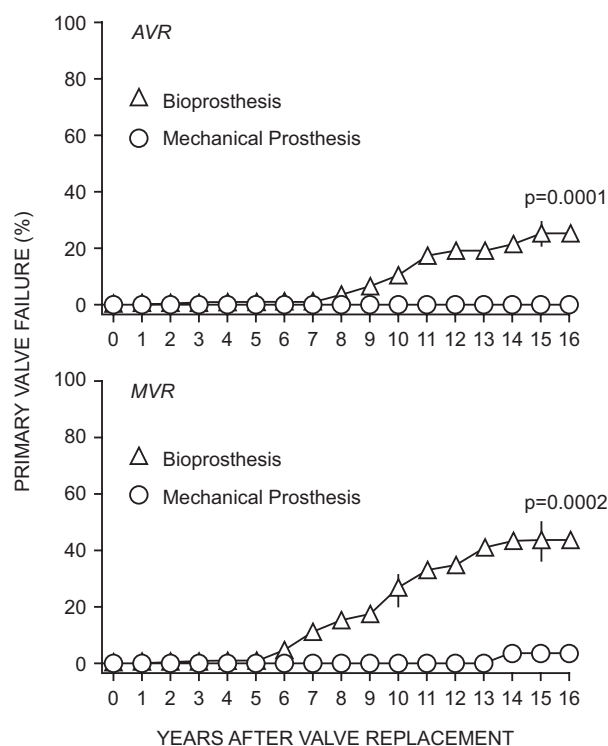 PRIMARY VALVE FAILURE (%)
100
AVR
80
Bioprosthesis
60
Mechanical Prosthesis
40
p=0.0001
20
0
0 1 2 3 4 5 6 7 8 9 10 11 12 13 14 15 16
100
MVR
80
Bioprosthesis
60
Mechanical Prosthesis
p=0.0002
40
20
0
0 1 2 3 4 5 6 7 8 9 10 11 12 13 14 15 16
YEARS AFTER VALVE REPLACEMENT